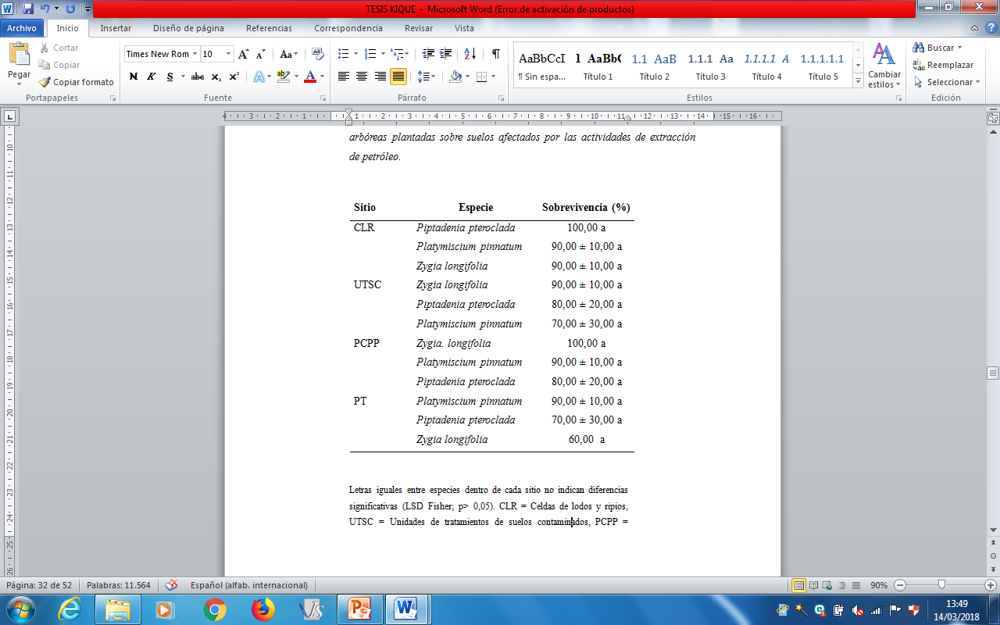 TESIS KIQUE - Microsoft Word (Error de activación de productos)
Archivo Inicio Insertar Diseño de página Referencias Correspondencia Revisar Vista
Pegar
Cortar
Copiar
Copiar formato
Portapapeles
Times New Rom 10
N K S abc x₂ x²
Fuente
Párrafo
AaBbCcI 1 AaBbC 1.1 AaB 1.1.1 Aa 1.1.1.1 A 1.1.1.1.1
¶ Sin espa... Título 1 Título 2 Título 3 Título 4 Título 5
Cambiar estilos
Estilos
Buscar
Reemplazar
Seleccionar
Edición
arbóreas plantadas sobre suelos afectados por las actividades de extracción
de petróleo.
Sitio Especie Sobrevivencia (%)
CLR Piptadenia pteroclada 100,00 a
Platymiscium pinnatum 90,00 ± 10,00 a
Zygia longifolia 90,00 ± 10,00 a
UTSC Zygia longifolia 90,00 ± 10,00 a
Piptadenia pteroclada 80,00 ± 20,00 a
Platymiscium pinnatum 70,00 ± 30,00 a
PCPP Zygia. longifolia 100,00 a
Platymiscium pinnatum 90,00 ± 10,00 a
Piptadenia pteroclada 80,00 ± 20,00 a
PT Platymiscium pinnatum 90,00 ± 10,00 a
Piptadenia pteroclada 70,00 ± 30,00 a
Zygia longifolia 60,00 a
Letras iguales entre especies dentro de cada sitio no indican diferencias
significativas (LSD Fisher; p> 0,05). CLR = Celdas de lodos y ripios,
UTSC = Unidades de tratamientos de suelos contaminados, PCPP =
Página: 32 de 52 Palabras: 11.564 Español (alfab. internacional) 90%
13:49
14/03/2018